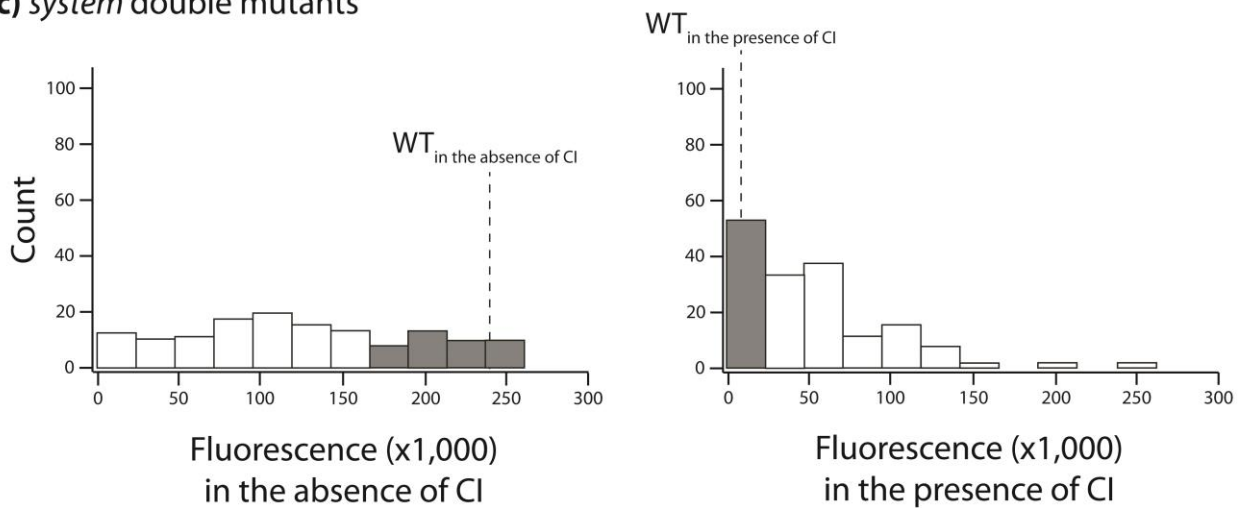 c) system double mutants
WT in the presence of CI
100
80
60
40
20
0
Count
WT in the absence of CI
0 50 100 150 200 250 300
Fluorescence (x1,000)
in the absence of CI
100
80
60
40
20
0
0 50 100 150 200 250 300
Fluorescence (x1,000)
in the presence of CI